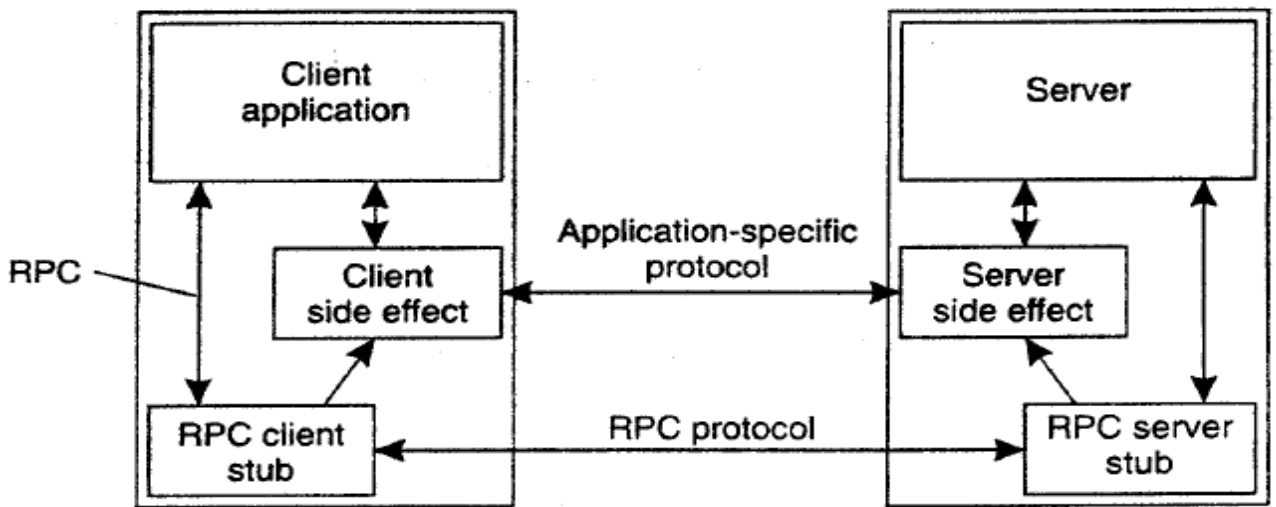 Client
application
Server
Application-specific
protocol
RPC
Client
side effect
Server
side effect
RPC client
stub
RPC protocol
RPC server
stub